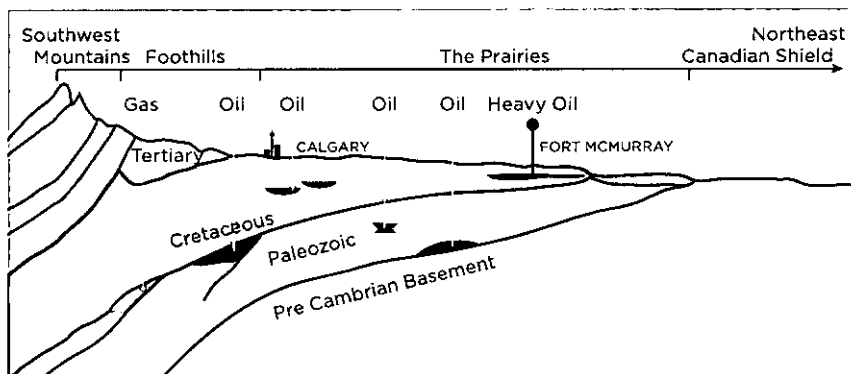 Southwest Northeast
Mountains Foothills The Prairies Canadian Shield
Gas Oil Oil Oil Oil Heavy Oil
CALGARY FORT MCMURRAY
Tertiary
Cretaceous
Paleozoic
Pre Cambrian Basement